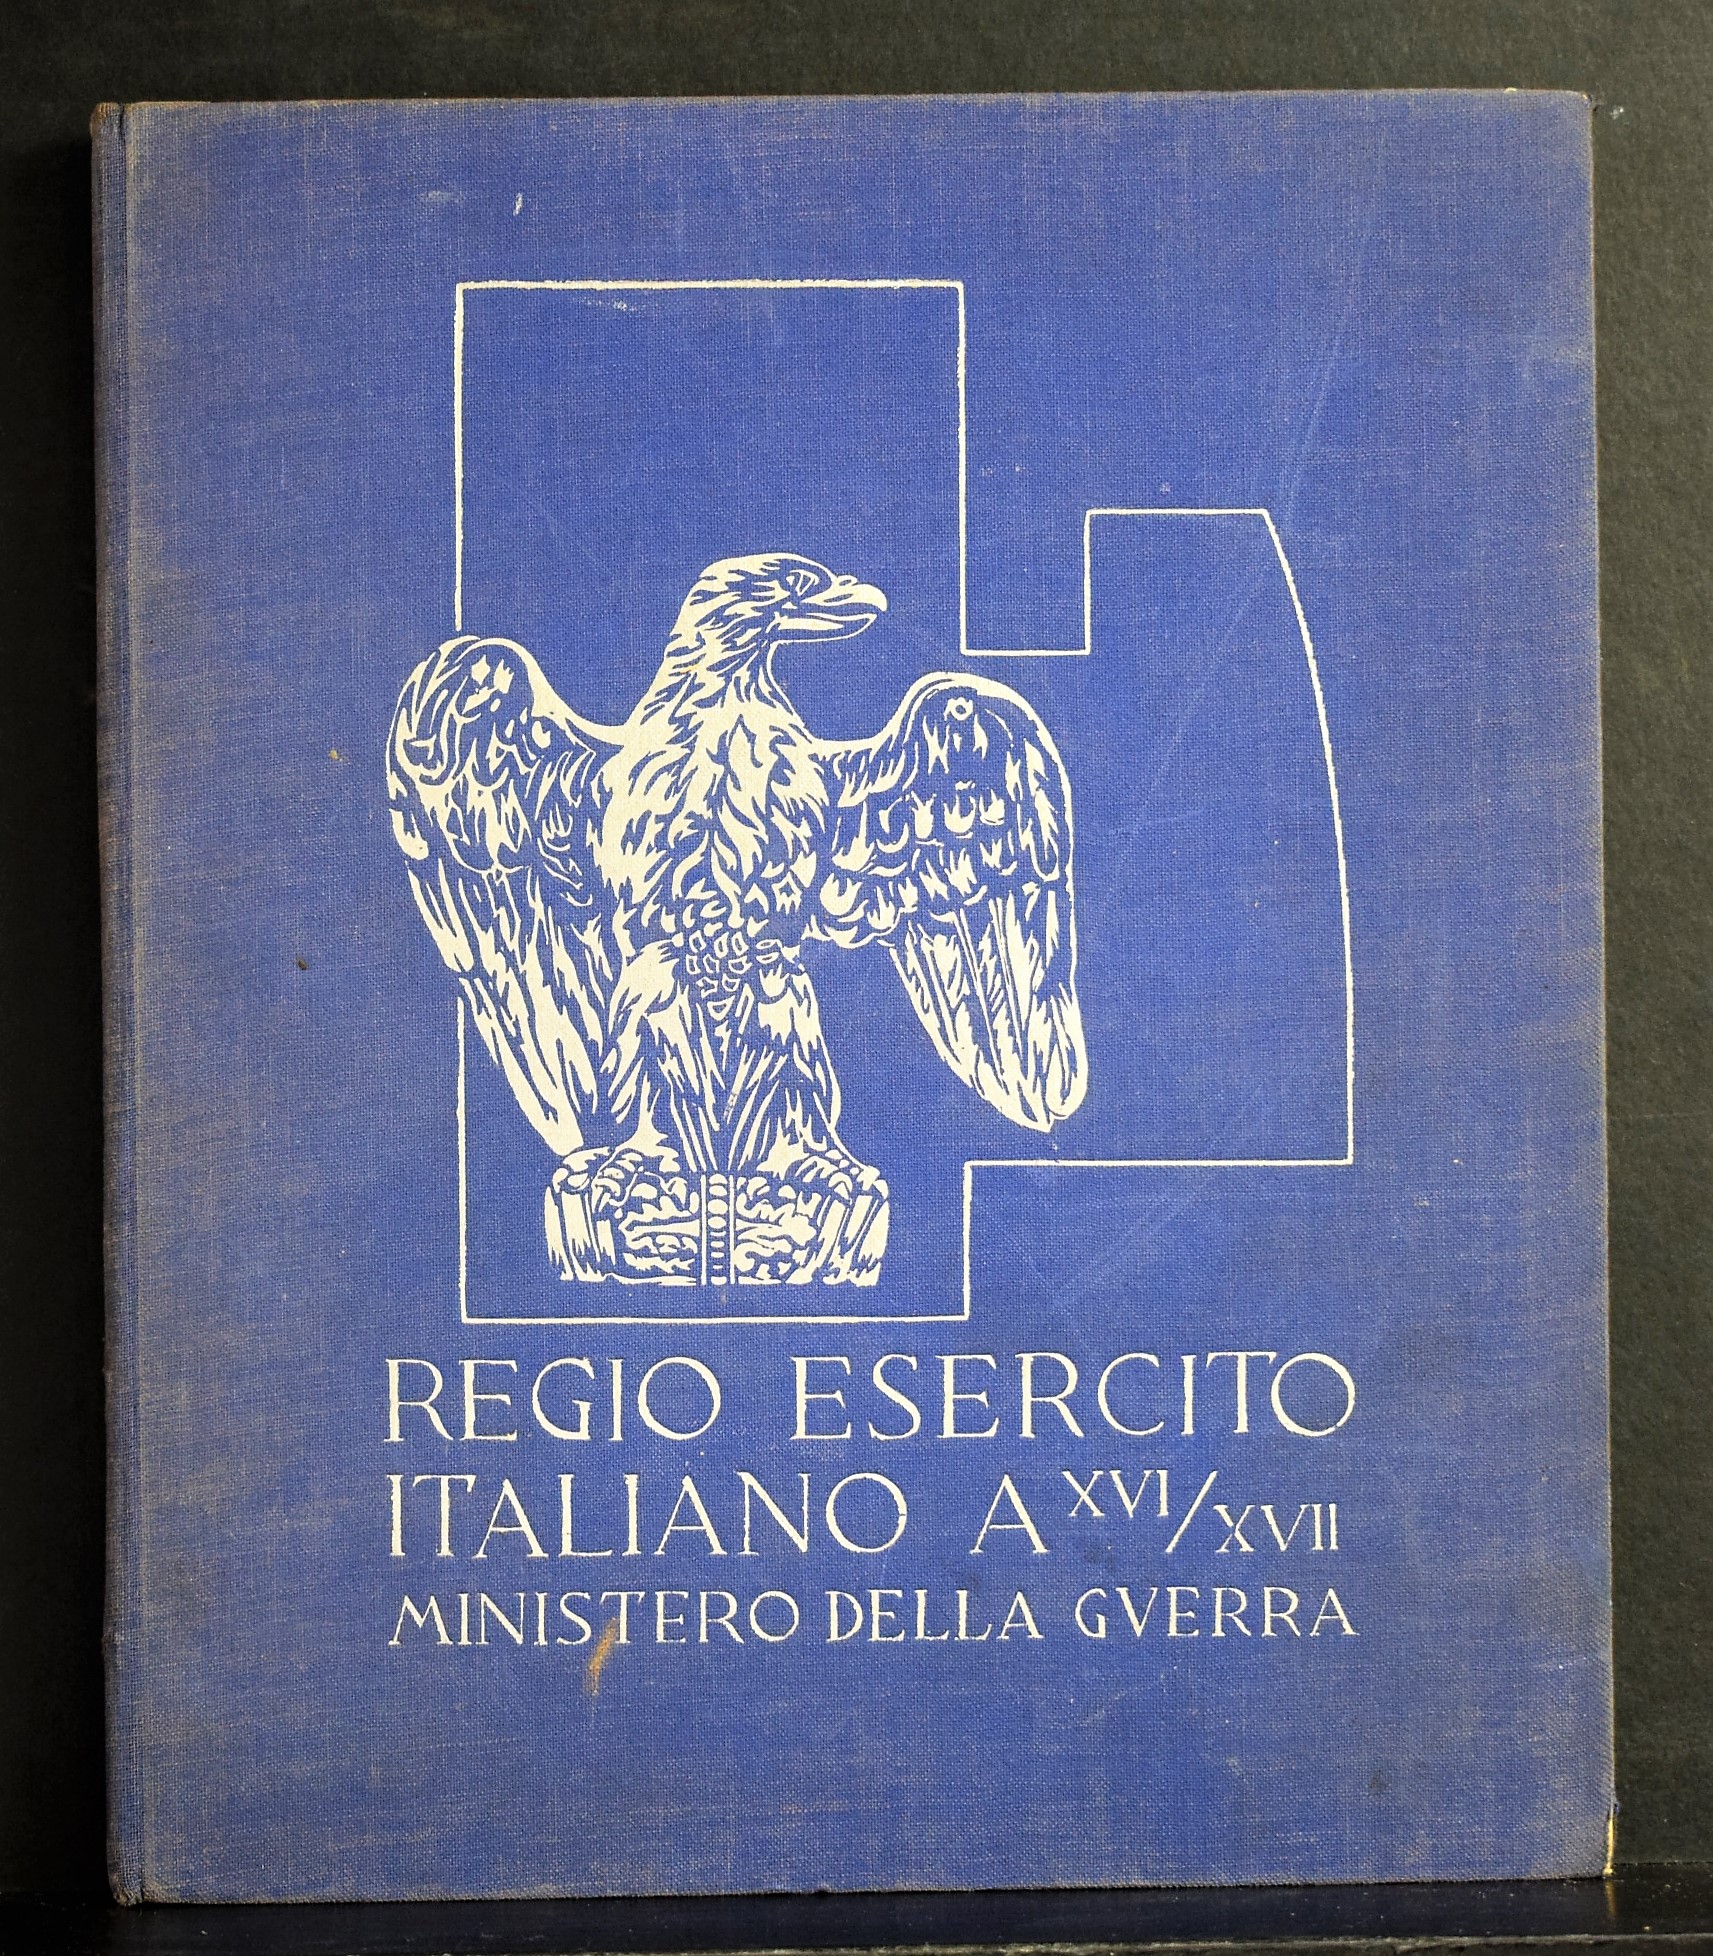 REGIO ESERCITO
ITALIANO A XVI/XVII
MINISTERO DELLA GVERRA